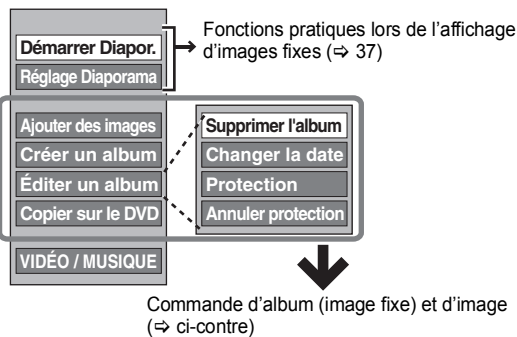 Démarrer Diapor.
Réglage Diaporama
Fonctions pratiques lors de l'affichage
d'images fixes (⇨ 37)
Ajouter des images
Créer un album
Éditer un album
Copier sur le DVD
Supprimer l'album
Changer la date
Protection
Annuler protection
VIDÉO / MUSIQUE
Commande d'album (image fixe) et d'image
(⇨ ci-contre)